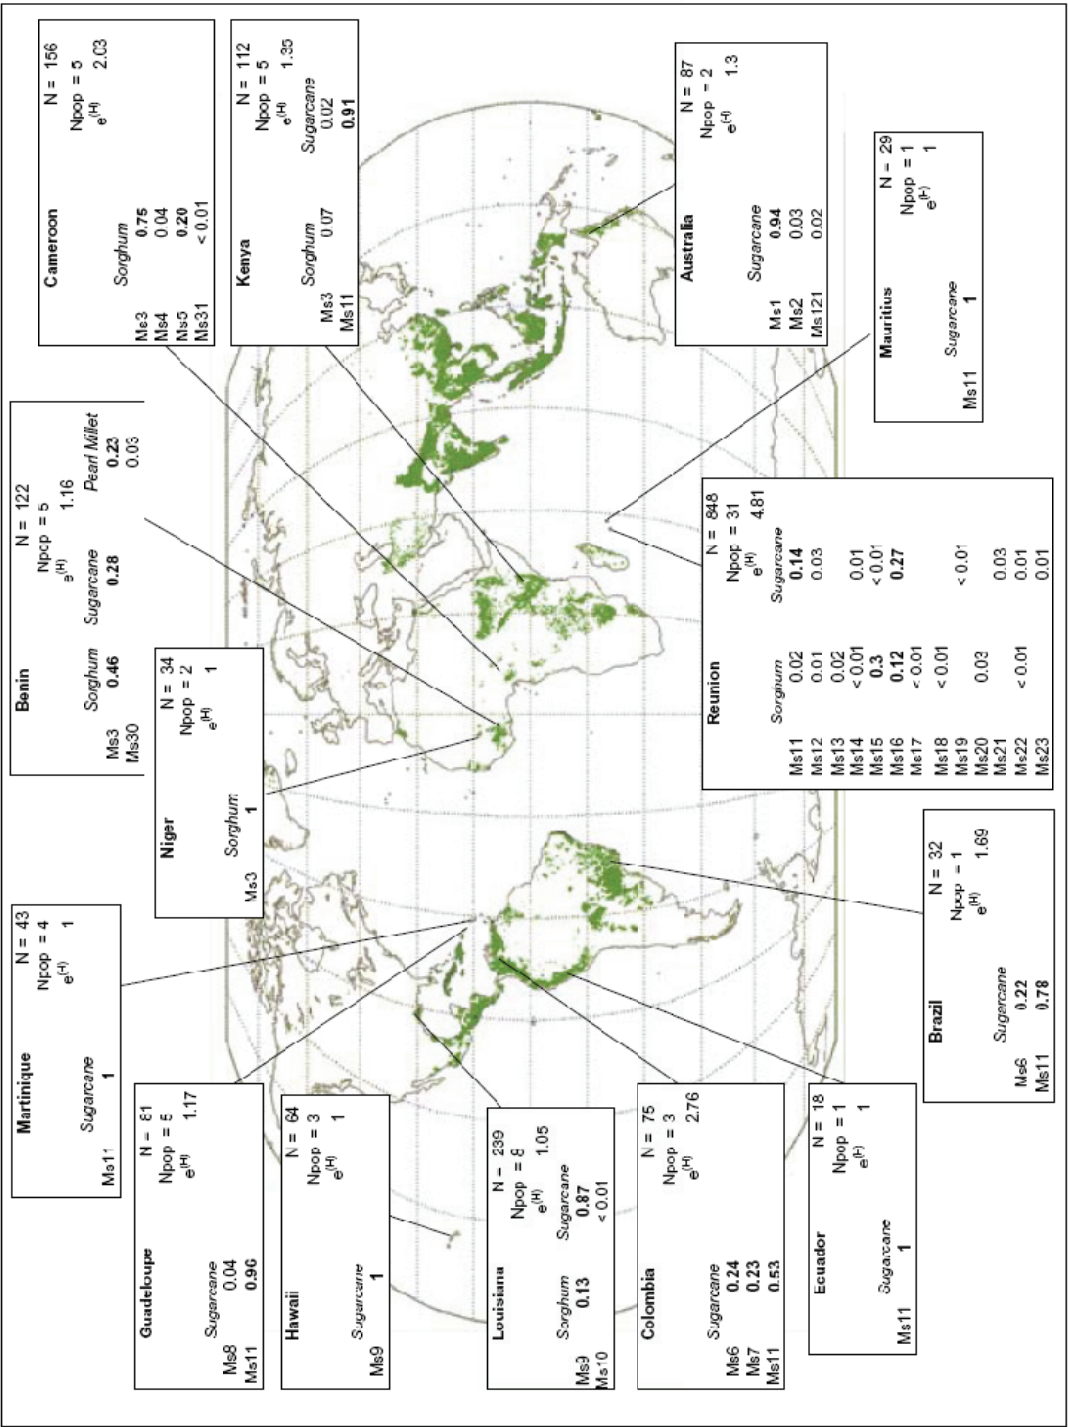 Martinique
N = 43
Npop = 4
e(H) 1
Sugarcane
Ms11 1
Guadeloupe
N = 81
Npop = 5
e(H) 1.17
Sugarcane
Ms8 0.04
Ms11 0.96
Hawaii
N = 64
Npop = 3
e(H) 1
Sugarcane
Ms9 1
Louisiana
N = 239
Npop = 8
e(H) 1.05
Sorghum Sugarcane
Ms9 0.13 0.87
Ms10 < 0.01
Colombia
N = 75
Npop = 3
e(H) 2.76
Sugarcane
Ms6 0.24
Ms7 0.23
Ms11 0.53
Ecuador
N = 18
Npop = 1
e(H) 1
Sugarcane
Ms11 1
Brazil
N = 32
Npop = 1
e(H) 1.69
Sugarcane
Ms6 0.22
Ms11 0.78
Niger
N = 34
Npop = 2
e(H) 1
Sorghum
Ms3 1
Benin
N = 122
Npop = 5
e(H) 1.16
Sorghum Sugarcane Pearl Millet
Ms3 0.46 0.28 0.23
Ms30 0.03
Cameroon
N = 156
Npop = 5
e(H) 2.03
Sorghum
Ms3 0.75
Ms4 0.04
Ms5 0.20
Ms31 < 0.01
Kenya
N = 112
Npop = 5
e(H) 1.35
Sorghum Sugarcane
Ms3 0.07 0.02
Ms11 0.91
Reunion
N = 848
Npop = 31
e(H) 4.81
Sorghum Sugarcane
Ms11 0.02 0.14
Ms12 0.01 0.03
Ms13 0.02
Ms14 < 0.01 0.01
Ms15 0.3 < 0.01
Ms16 0.12 0.27
Ms17 < 0.01
Ms18 < 0.01
Ms19 < 0.01
Ms20 0.03
Ms21 0.03
Ms22 < 0.01 0.01
Ms23 0.01
Australia
N = 87
Npop = 2
e(H) 1.3
Sugarcane
Ms1 0.94
Ms2 0.03
Ms121 0.02
Mauritius
N = 29
Npop = 1
e(H) 1
Sugarcane
Ms11 1